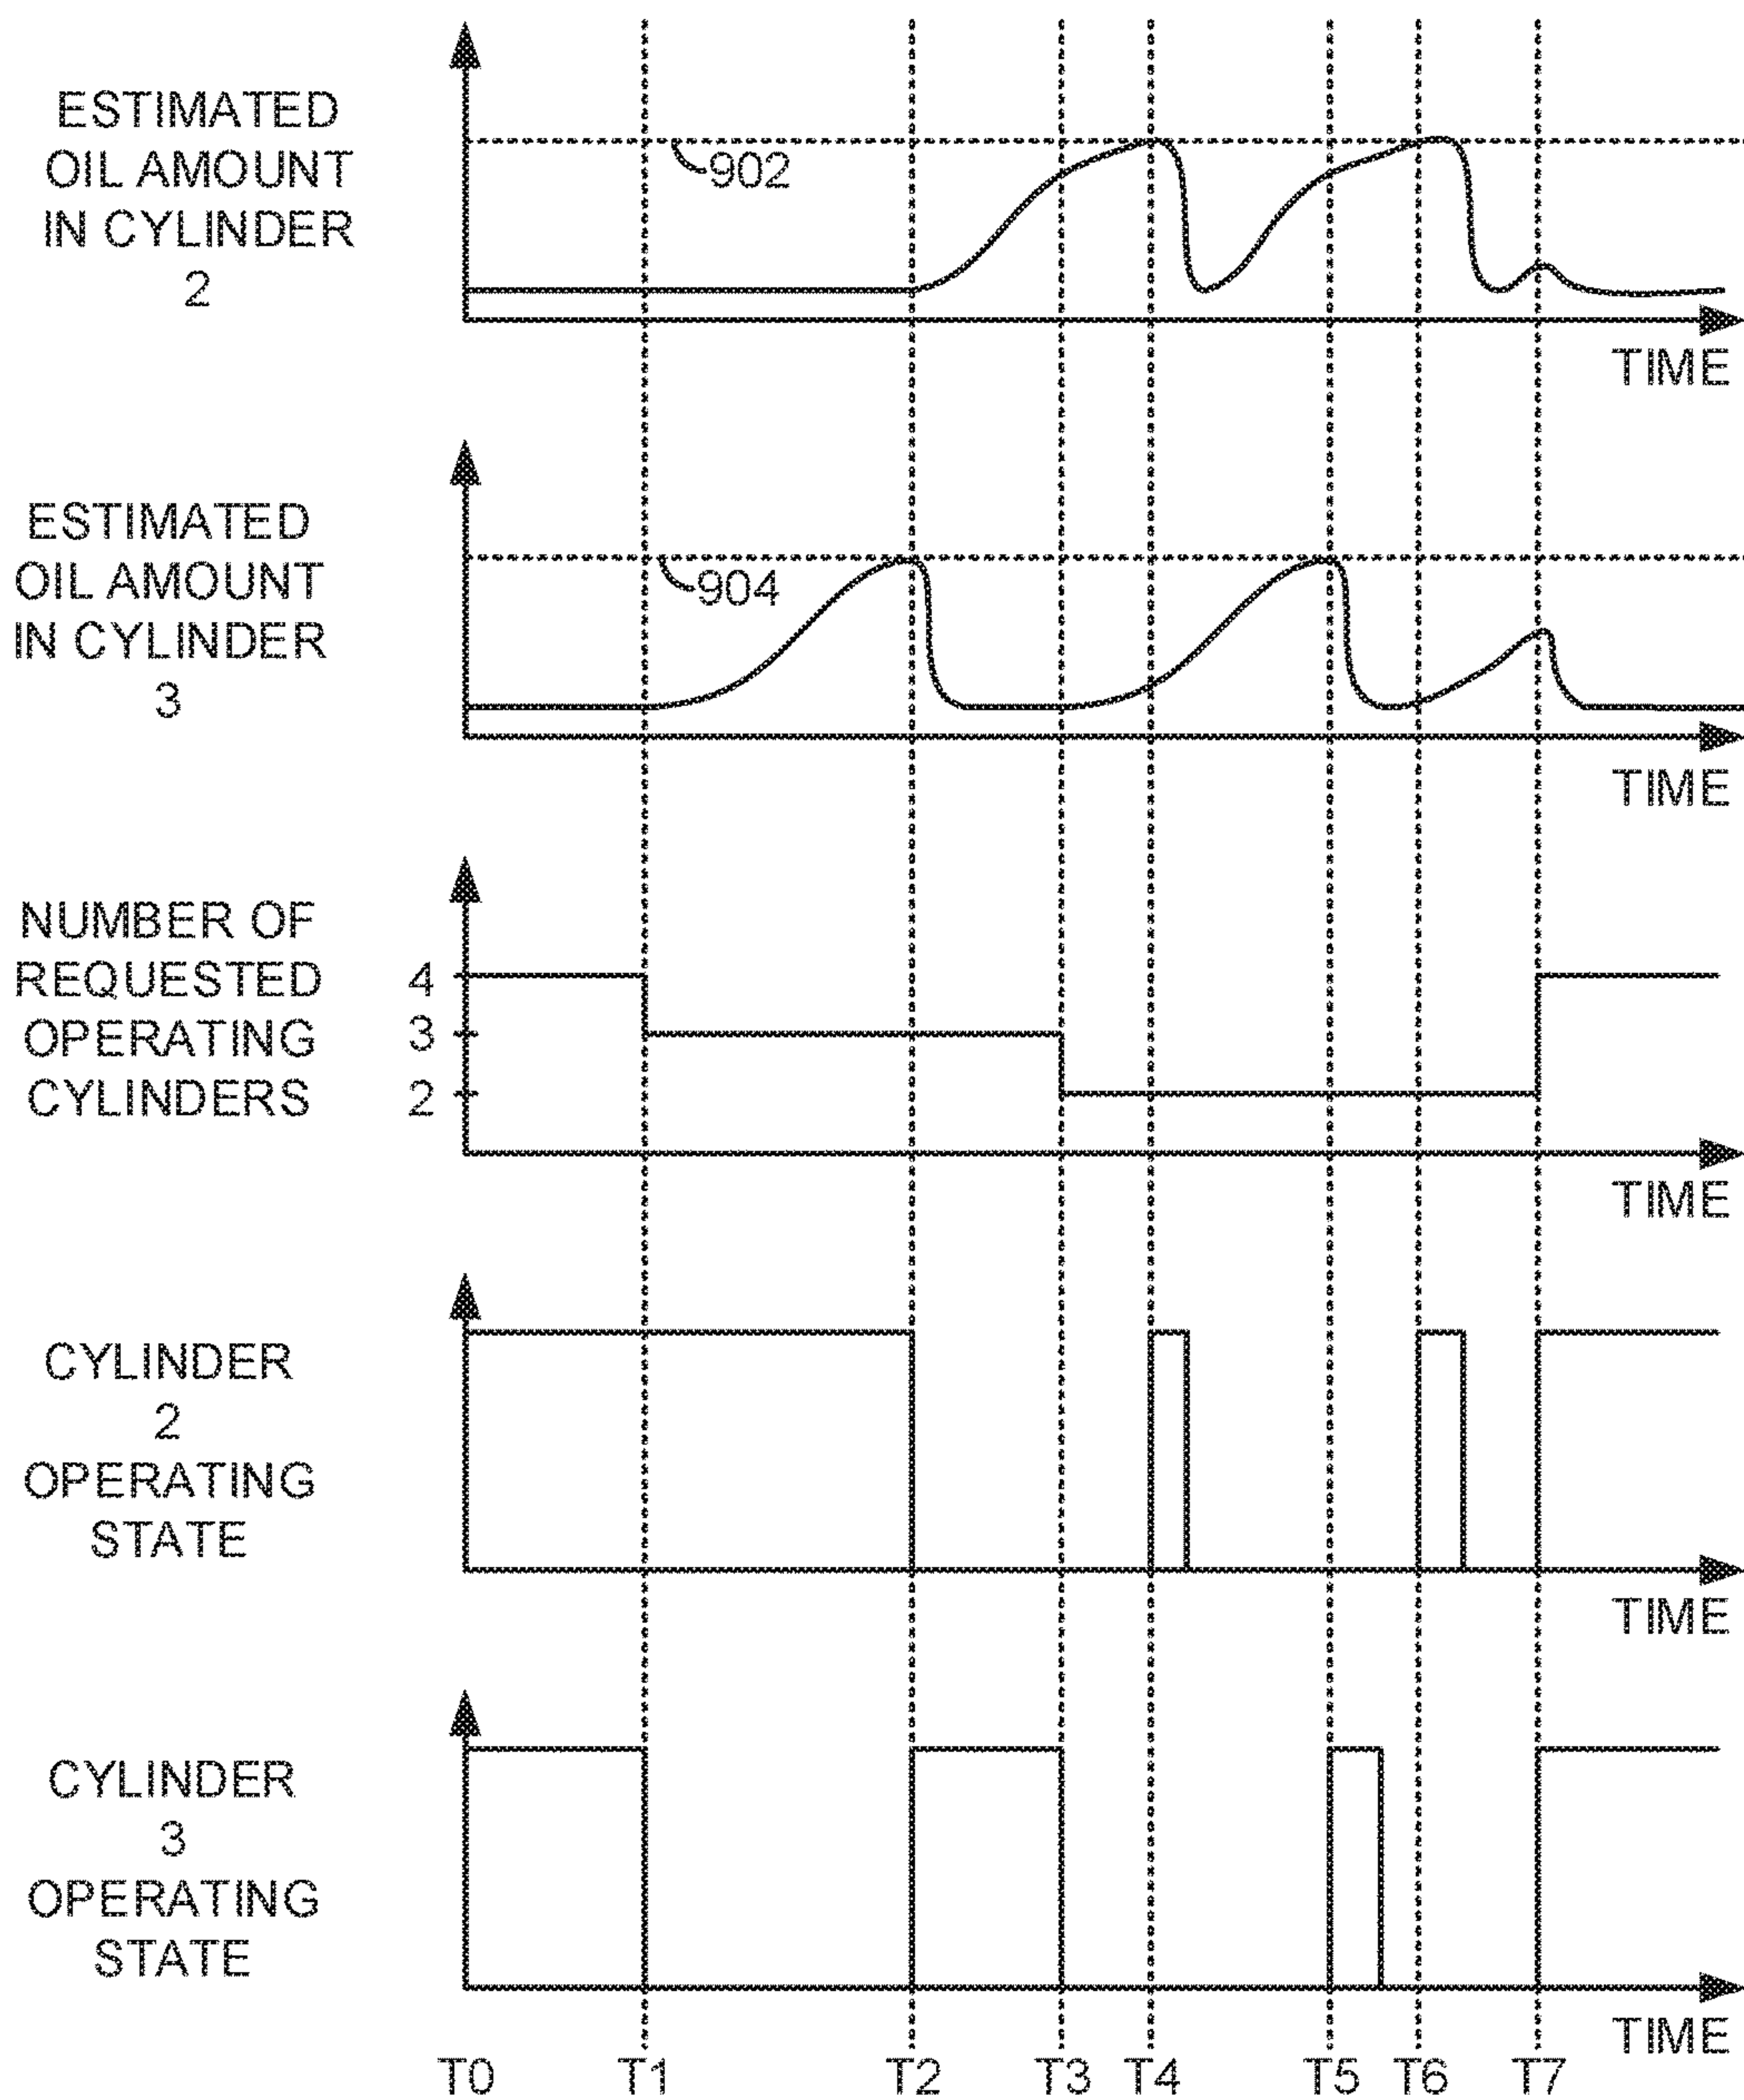 ESTIMATED
OIL AMOUNT
IN CYLINDER
2
902
TIME
ESTIMATED
OIL AMOUNT
IN CYLINDER
3
904
TIME
NUMBER OF
REQUESTED
OPERATING
CYLINDERS
4
3
2
TIME
CYLINDER
2
OPERATING
STATE
TIME
CYLINDER
3
OPERATING
STATE
TIME
T0 T1 T2 T3 T4 T5 T6 T7